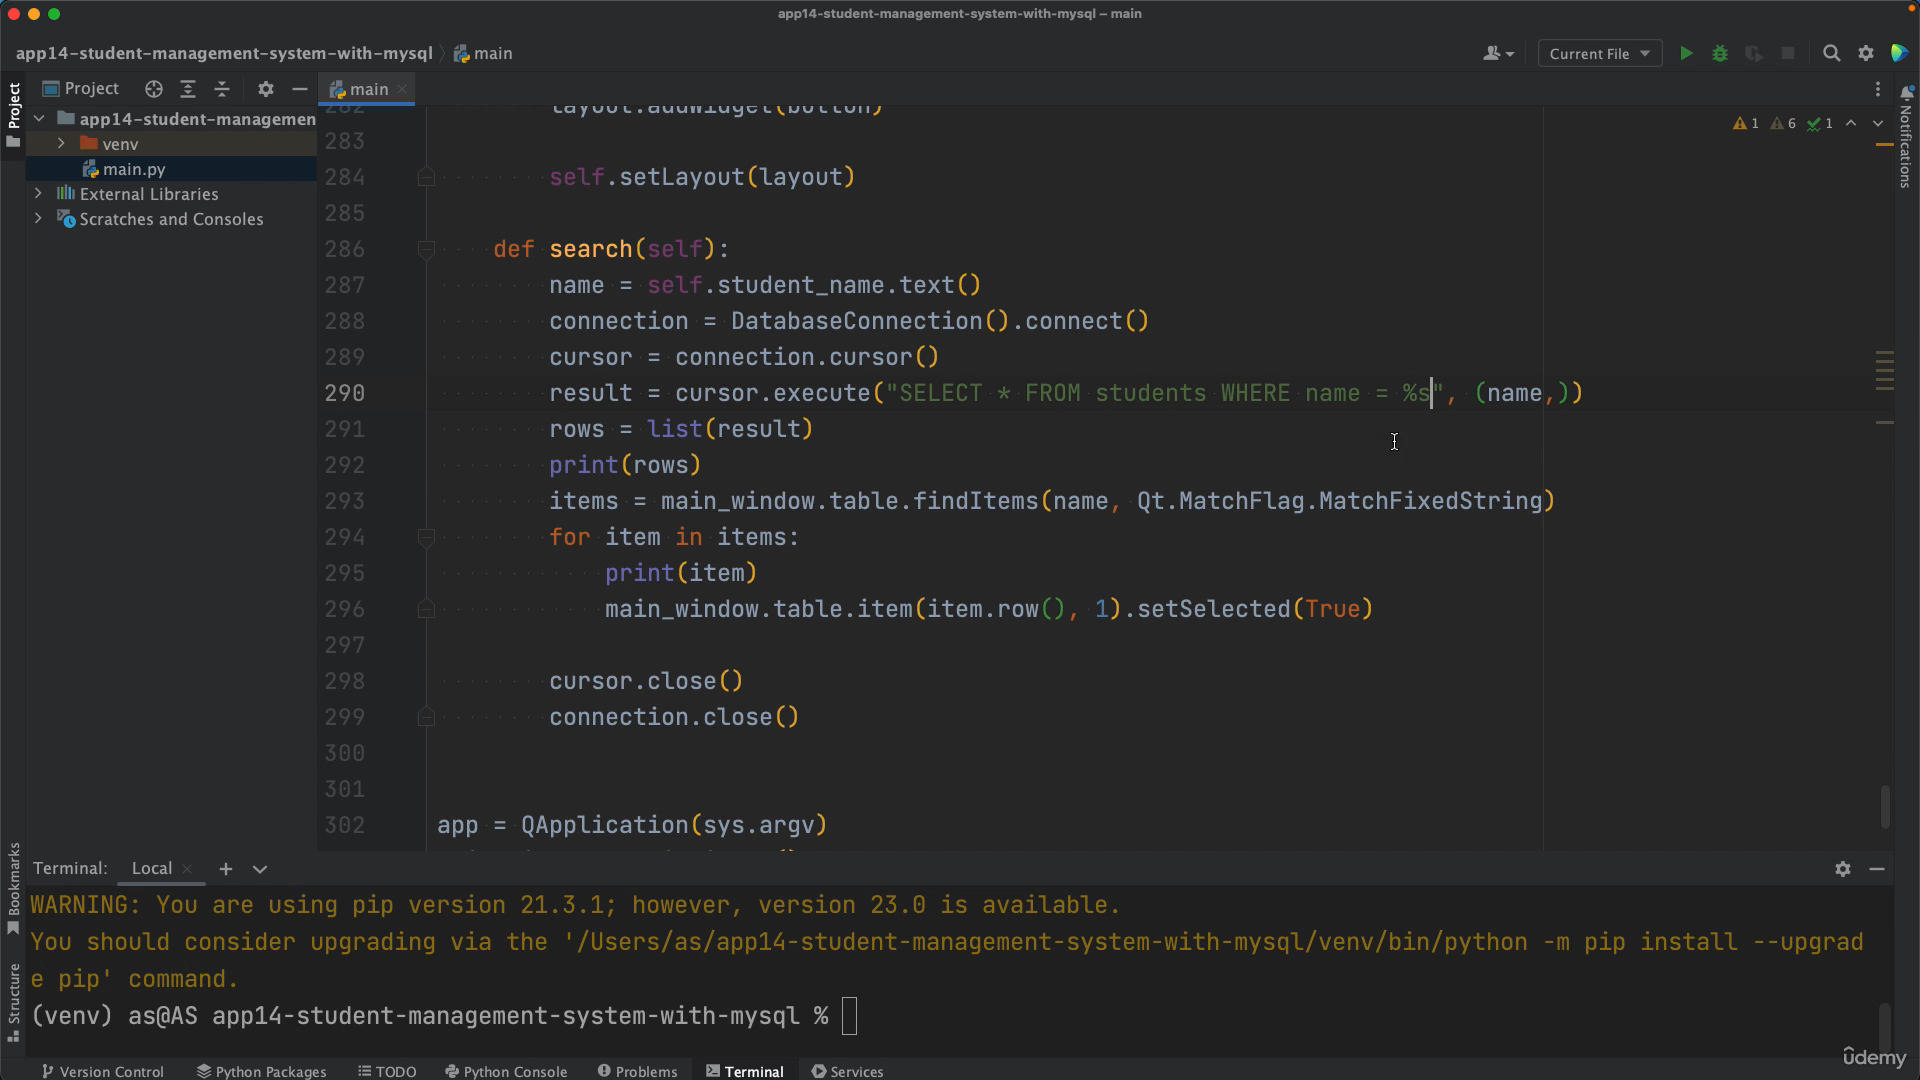 app14-student-management-system-with-mysql – main
app14-student-management-system-with-mysql main
Current File
Project
main
Project
app14-student-managemen
venv
main.py
External Libraries
Scratches and Consoles
Notifications
1 6 1
282 layout.addWidget(button)
283
284 self.setLayout(layout)
285
286 def search(self):
287 name = self.student_name.text()
288 connection = DatabaseConnection().connect()
289 cursor = connection.cursor()
290 result = cursor.execute("SELECT * FROM students WHERE name = %s", (name,))
291 rows = list(result)
292 print(rows)
293 items = main_window.table.findItems(name, Qt.MatchFlag.MatchFixedString)
294 for item in items:
295 print(item)
296 main_window.table.item(item.row(), 1).setSelected(True)
297
298 cursor.close()
299 connection.close()
300
301
302 app = QApplication(sys.argv)
Terminal: Local
WARNING: You are using pip version 21.3.1; however, version 23.0 is available.
You should consider upgrading via the '/Users/as/app14-student-management-system-with-mysql/venv/bin/python -m pip install --upgrad
e pip' command.
(venv) as@AS app14-student-management-system-with-mysql %
Bookmarks
Structure
Version Control Python Packages TODO Python Console Problems Terminal Services
ûdemy